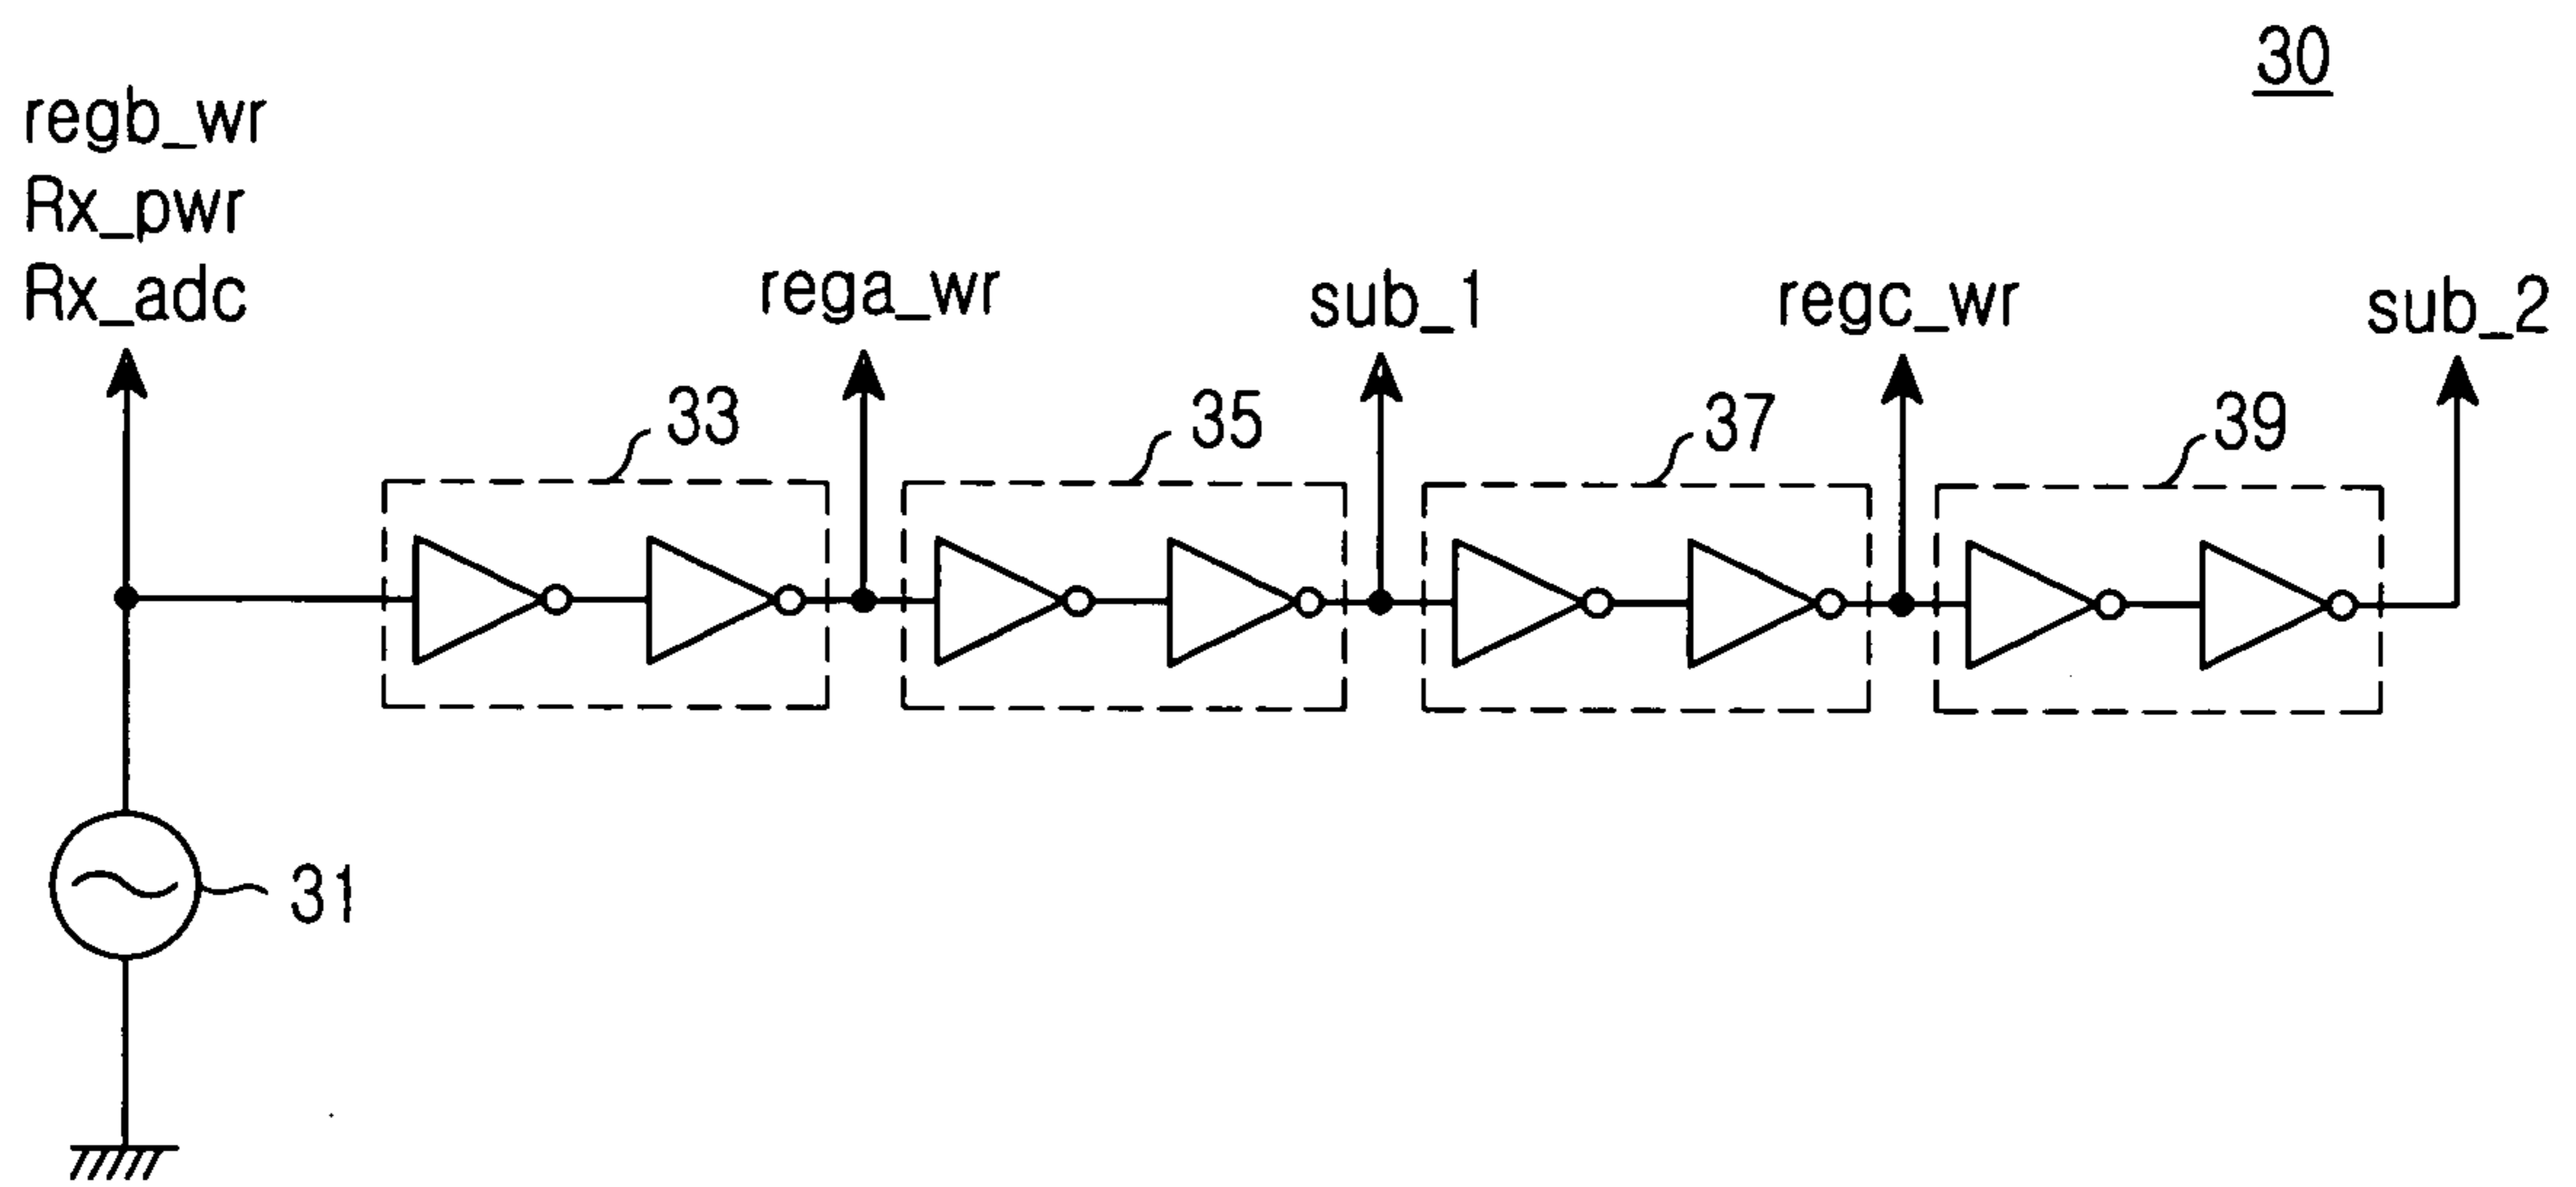 30
regb_wr
Rx_pwr
Rx_adc
rega_wr
sub_1
regc_wr
sub_2
33
35
37
39
31